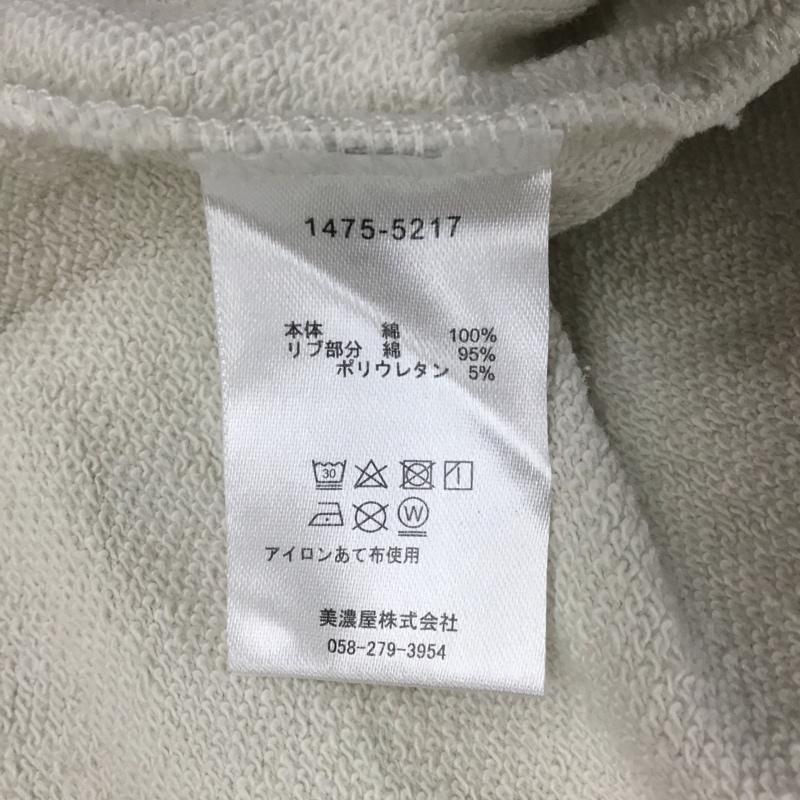 1475-5217
本体 綿 100%
リブ部分 綿 95%
ポリウレタン 5%
30
W
アイロンあて布使用
美濃屋株式会社
058-279-3954